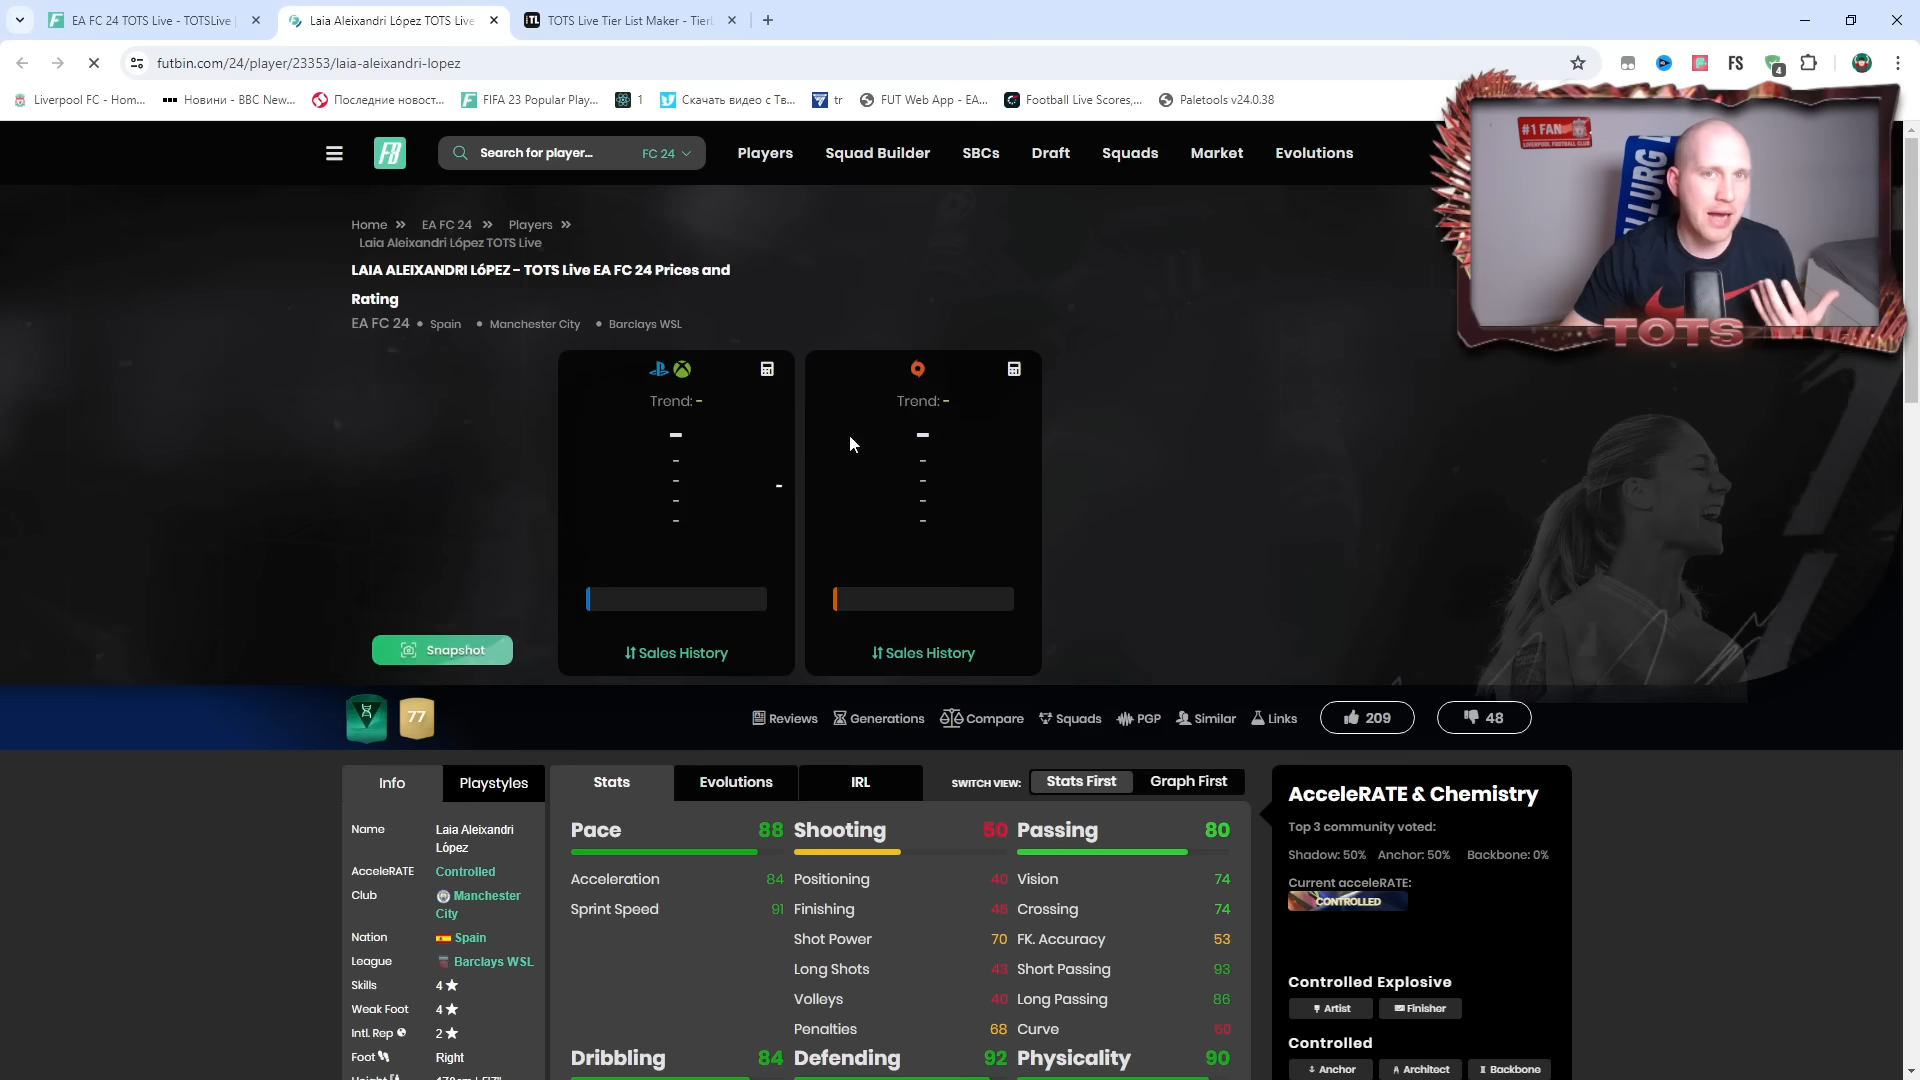 EA FC 24 TOTS Live - TOTSLive
Laia Aleixandri López TOTS Live
TOTS Live Tier List Maker - Tier
futbin.com/24/player/23353/laia-aleixandri-lopez
FS
4
Liverpool FC - Hom...
Новини - BBC New...
Последние новост...
FIFA 23 Popular Play...
1
Скачать видео с Тв...
tr
FUT Web App - EA...
Football Live Scores,...
Paletools v24.0.38
#1 FAN
LIVERPOOL FOOTBALL CLUB
TOTS
FB
Search for player...
FC 24
Players
Squad Builder
SBCs
Draft
Squads
Market
Evolutions
Home » EA FC 24 » Players »
Laia Aleixandri López TOTS Live
LAIA ALEIXANDRI LóPEZ - TOTS Live EA FC 24 Prices and
Rating
EA FC 24 • Spain • Manchester City • Barclays WSL
Trend: -
-
-
-
-
-
-
Sales History
Trend: -
-
-
-
-
-
Sales History
Snapshot
77
Reviews
Generations
Compare
Squads
PGP
Similar
Links
209
48
Info
Playstyles
Name Laia Aleixandri
López
AcceleRATE Controlled
Club Manchester
City
Nation Spain
League Barclays WSL
Skills 4
Weak Foot 4
Intl. Rep 2
Foot Right
Stats
Evolutions
IRL
SWITCH VIEW:
Stats First
Graph First
Pace 88
Acceleration 84
Sprint Speed 91
Shooting 50
Positioning 40
Finishing 45
Shot Power 70
Long Shots 43
Volleys 40
Penalties 68
Passing 80
Vision 74
Crossing 74
FK. Accuracy 53
Short Passing 93
Long Passing 86
Curve 50
Dribbling 84
Defending 92
Physicality 90
AcceleRATE & Chemistry
Top 3 community voted:
Shadow: 50% Anchor: 50% Backbone: 0%
Current acceleRATE:
CONTROLLED
Controlled Explosive
Artist
Finisher
Controlled
Anchor
Architect
Backbone